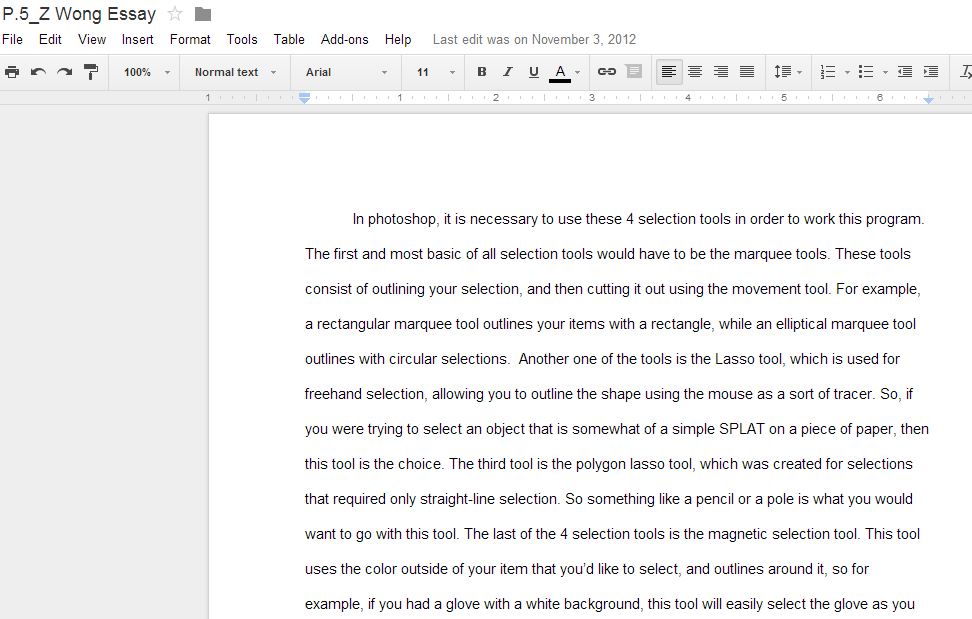 P.5_Z Wong Essay
File Edit View Insert Format Tools Table Add-ons Help Last edit was on November 3, 2012
100% Normal text Arial 11 B I U A
1 1 2 3 4 5 6
In photoshop, it is necessary to use these 4 selection tools in order to work this program.
The first and most basic of all selection tools would have to be the marquee tools. These tools
consist of outlining your selection, and then cutting it out using the movement tool. For example,
a rectangular marquee tool outlines your items with a rectangle, while an elliptical marquee tool
outlines with circular selections.  Another one of the tools is the Lasso tool, which is used for
freehand selection, allowing you to outline the shape using the mouse as a sort of tracer. So, if
you were trying to select an object that is somewhat of a simple SPLAT on a piece of paper, then
this tool is the choice. The third tool is the polygon lasso tool, which was created for selections
that required only straight-line selection. So something like a pencil or a pole is what you would
want to go with this tool. The last of the 4 selection tools is the magnetic selection tool. This tool
uses the color outside of your item that you'd like to select, and outlines around it, so for
example, if you had a glove with a white background, this tool will easily select the glove as you